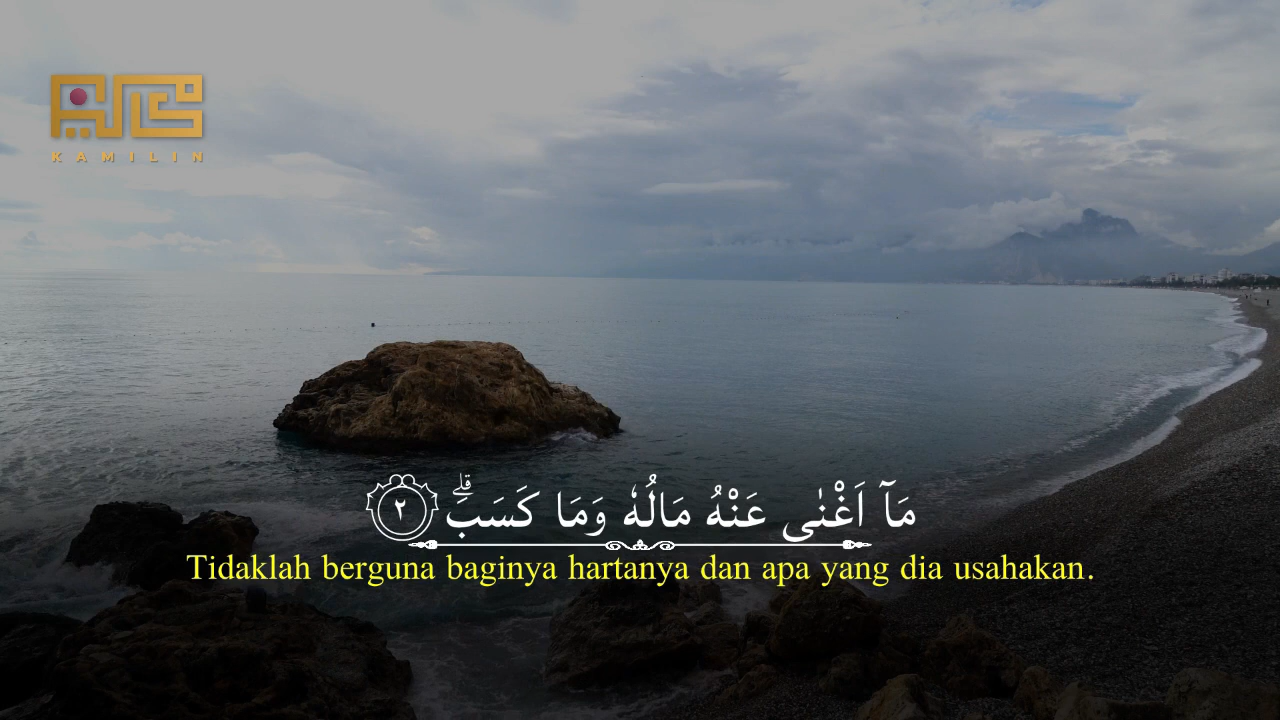 KAMILIN
مَآ اَغْنٰى عَنْهُ مَالُهٗ وَمَا كَسَبَۗ ٢
Tidaklah berguna baginya hartanya dan apa yang dia usahakan.